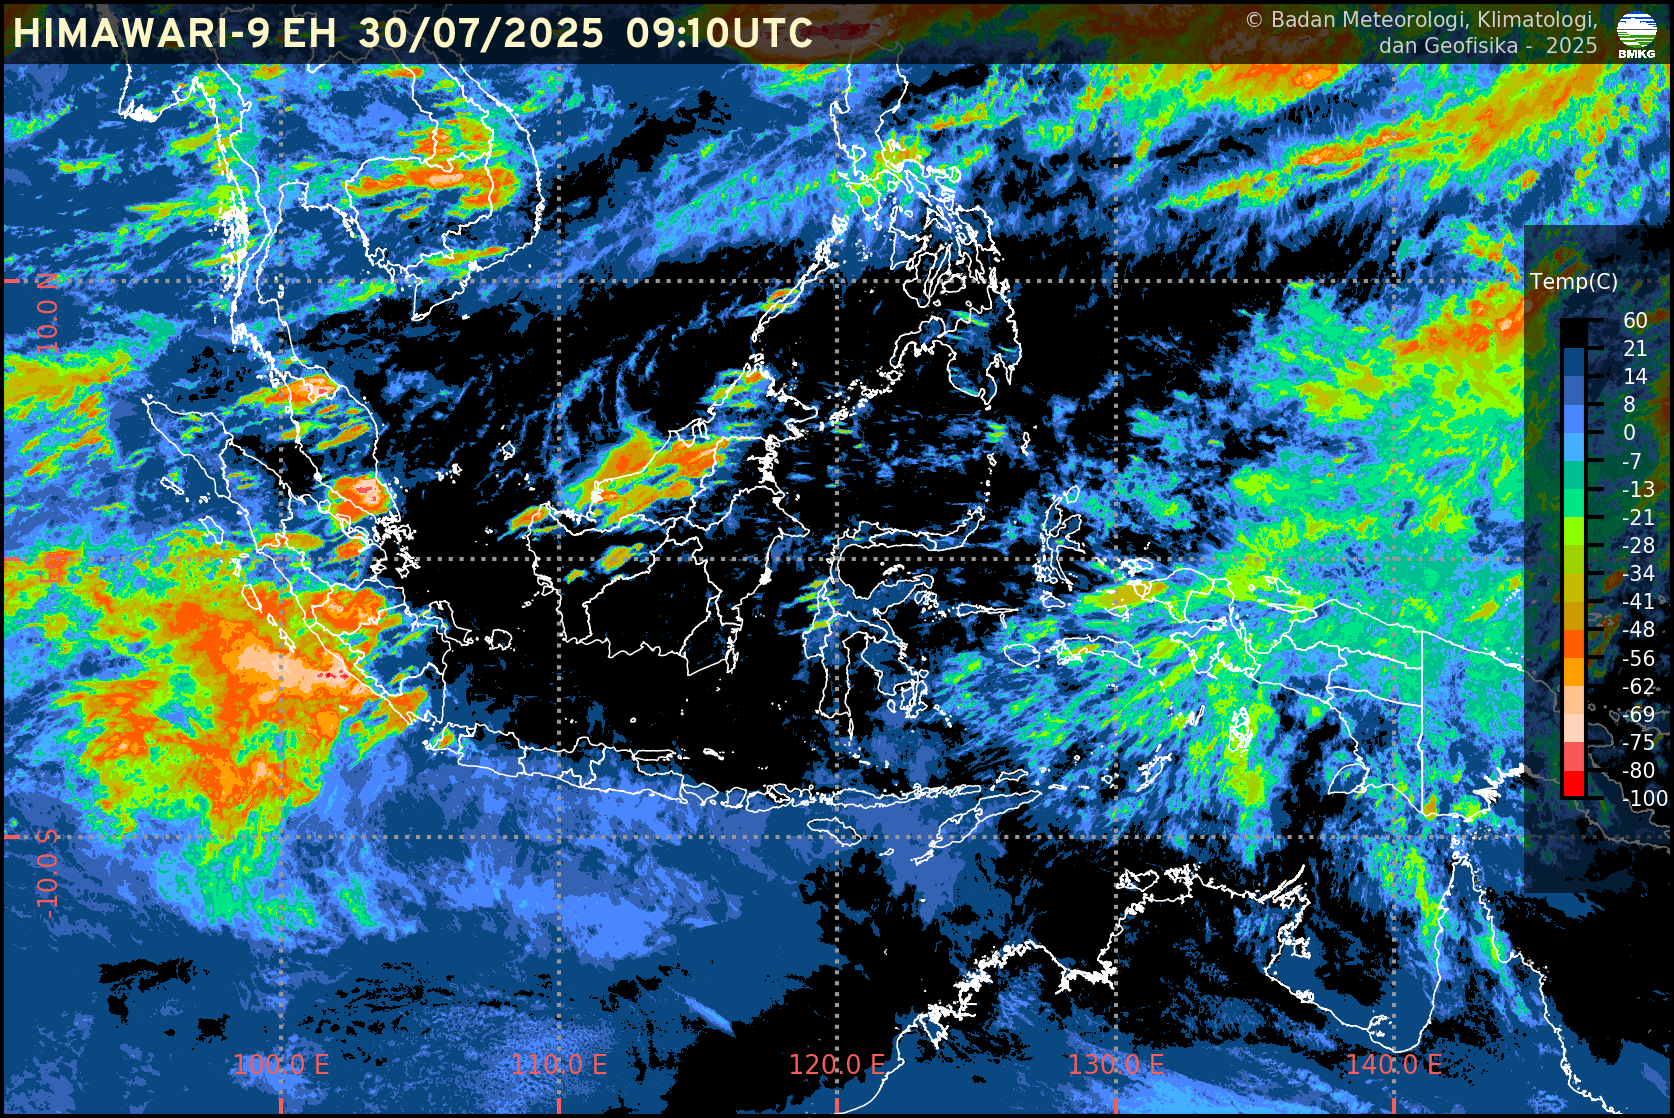 HIMAWARI-9 EH 30/07/2025 09:10UTC
© Badan Meteorologi, Klimatologi,
dan Geofisika - 2025
BMKG
10.0 N
-10.0 S
Temp(C)
60
21
14
8
0
-7
-13
-21
-28
-34
-41
-48
-56
-62
-69
-75
-80
-100
100.0 E
110.0 E
120.0 E
130.0 E
140.0 E